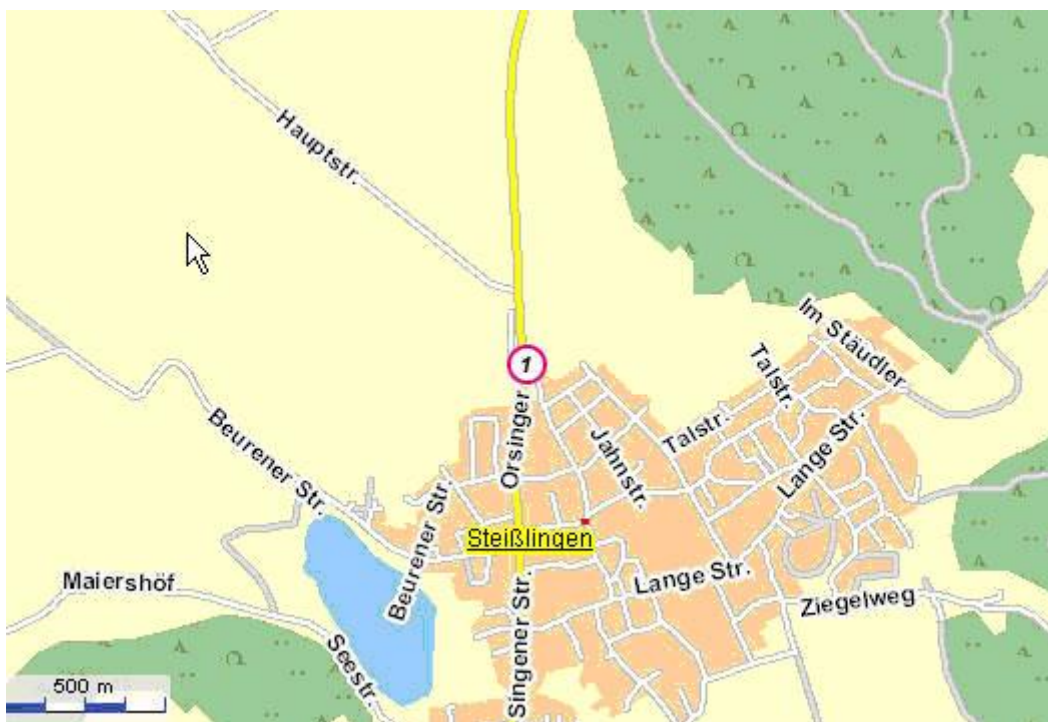 Hauptstr.
Im Stäudler
1
Talstr.
Orsinger
Talstr.
Jahnstr.
Beurener Str.
Lange Str.
Beurener Str.
Steißlingen
Maiershöf
Lange Str.
Ziegelweg
Seestr.
Singener Str.
500 m